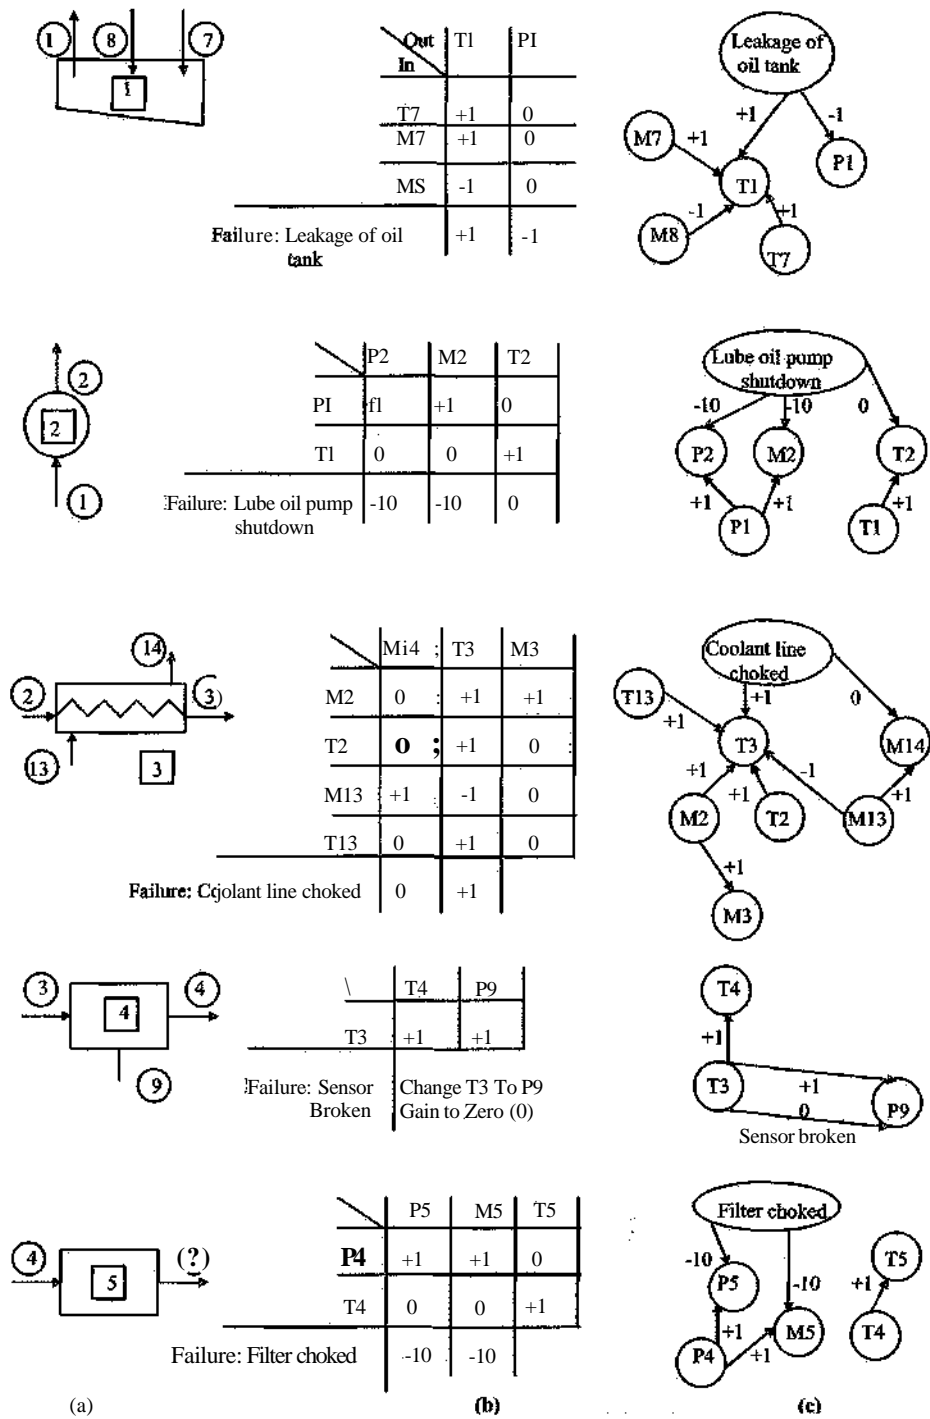 1 8 7
1
Out T1 PI
In
T7 +1 0
M7 +1 0
MS -1 0
Failure: Leakage of oil +1 -1
tank
Leakage of
oil tank
+1 -1
M7 +1 P1
T1
-1 +1
M8 T7
2
2
1
P2 M2 T2
PI f1 +1 0
T1 0 0 +1
Failure: Lube oil pump -10 -10 0
shutdown
Lube oil pump
shutdown
-10 -10 0
P2 M2 T2
+1 +1 +1
P1 T1
14
2 3
13 3
Mi4 ; T3 M3
M2 0 : +1 +1
T2 o ; +1 0 :
M13 +1 -1 0
T13 0 +1 0
Failure: Coolant line choked 0 +1
Coolant line
choked
T13 +1 0
+1
T3 M14
+1 -1
M2 +1 T2 M13 +1
+1
M3
3 4
4
9
\ T4 P9
T3 +1 +1
Failure: Sensor Change T3 To P9
Broken Gain to Zero (0)
T4
+1
T3 +1
0 P9
Sensor broken
4 (?)
5
P5 M5 T5
P4 +1 +1 0
T4 0 0 +1
Failure: Filter choked -10 -10
Filter choked
-10 T5
P5 -10 +1
+1 M5 T4
P4 +1
(a) (b) (c)